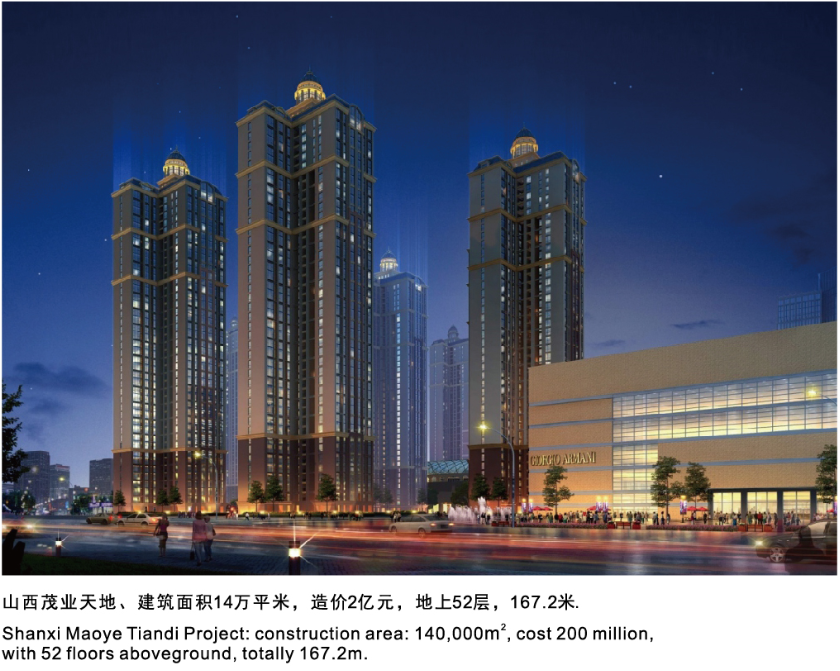 GIORGIO ARMANI
山西茂业天地、建筑面积14万平米，造价2亿元，地上52层，167.2米.
Shanxi Maoye Tiandi Project: construction area: 140,000m², cost 200 million,
with 52 floors aboveground, totally 167.2m.